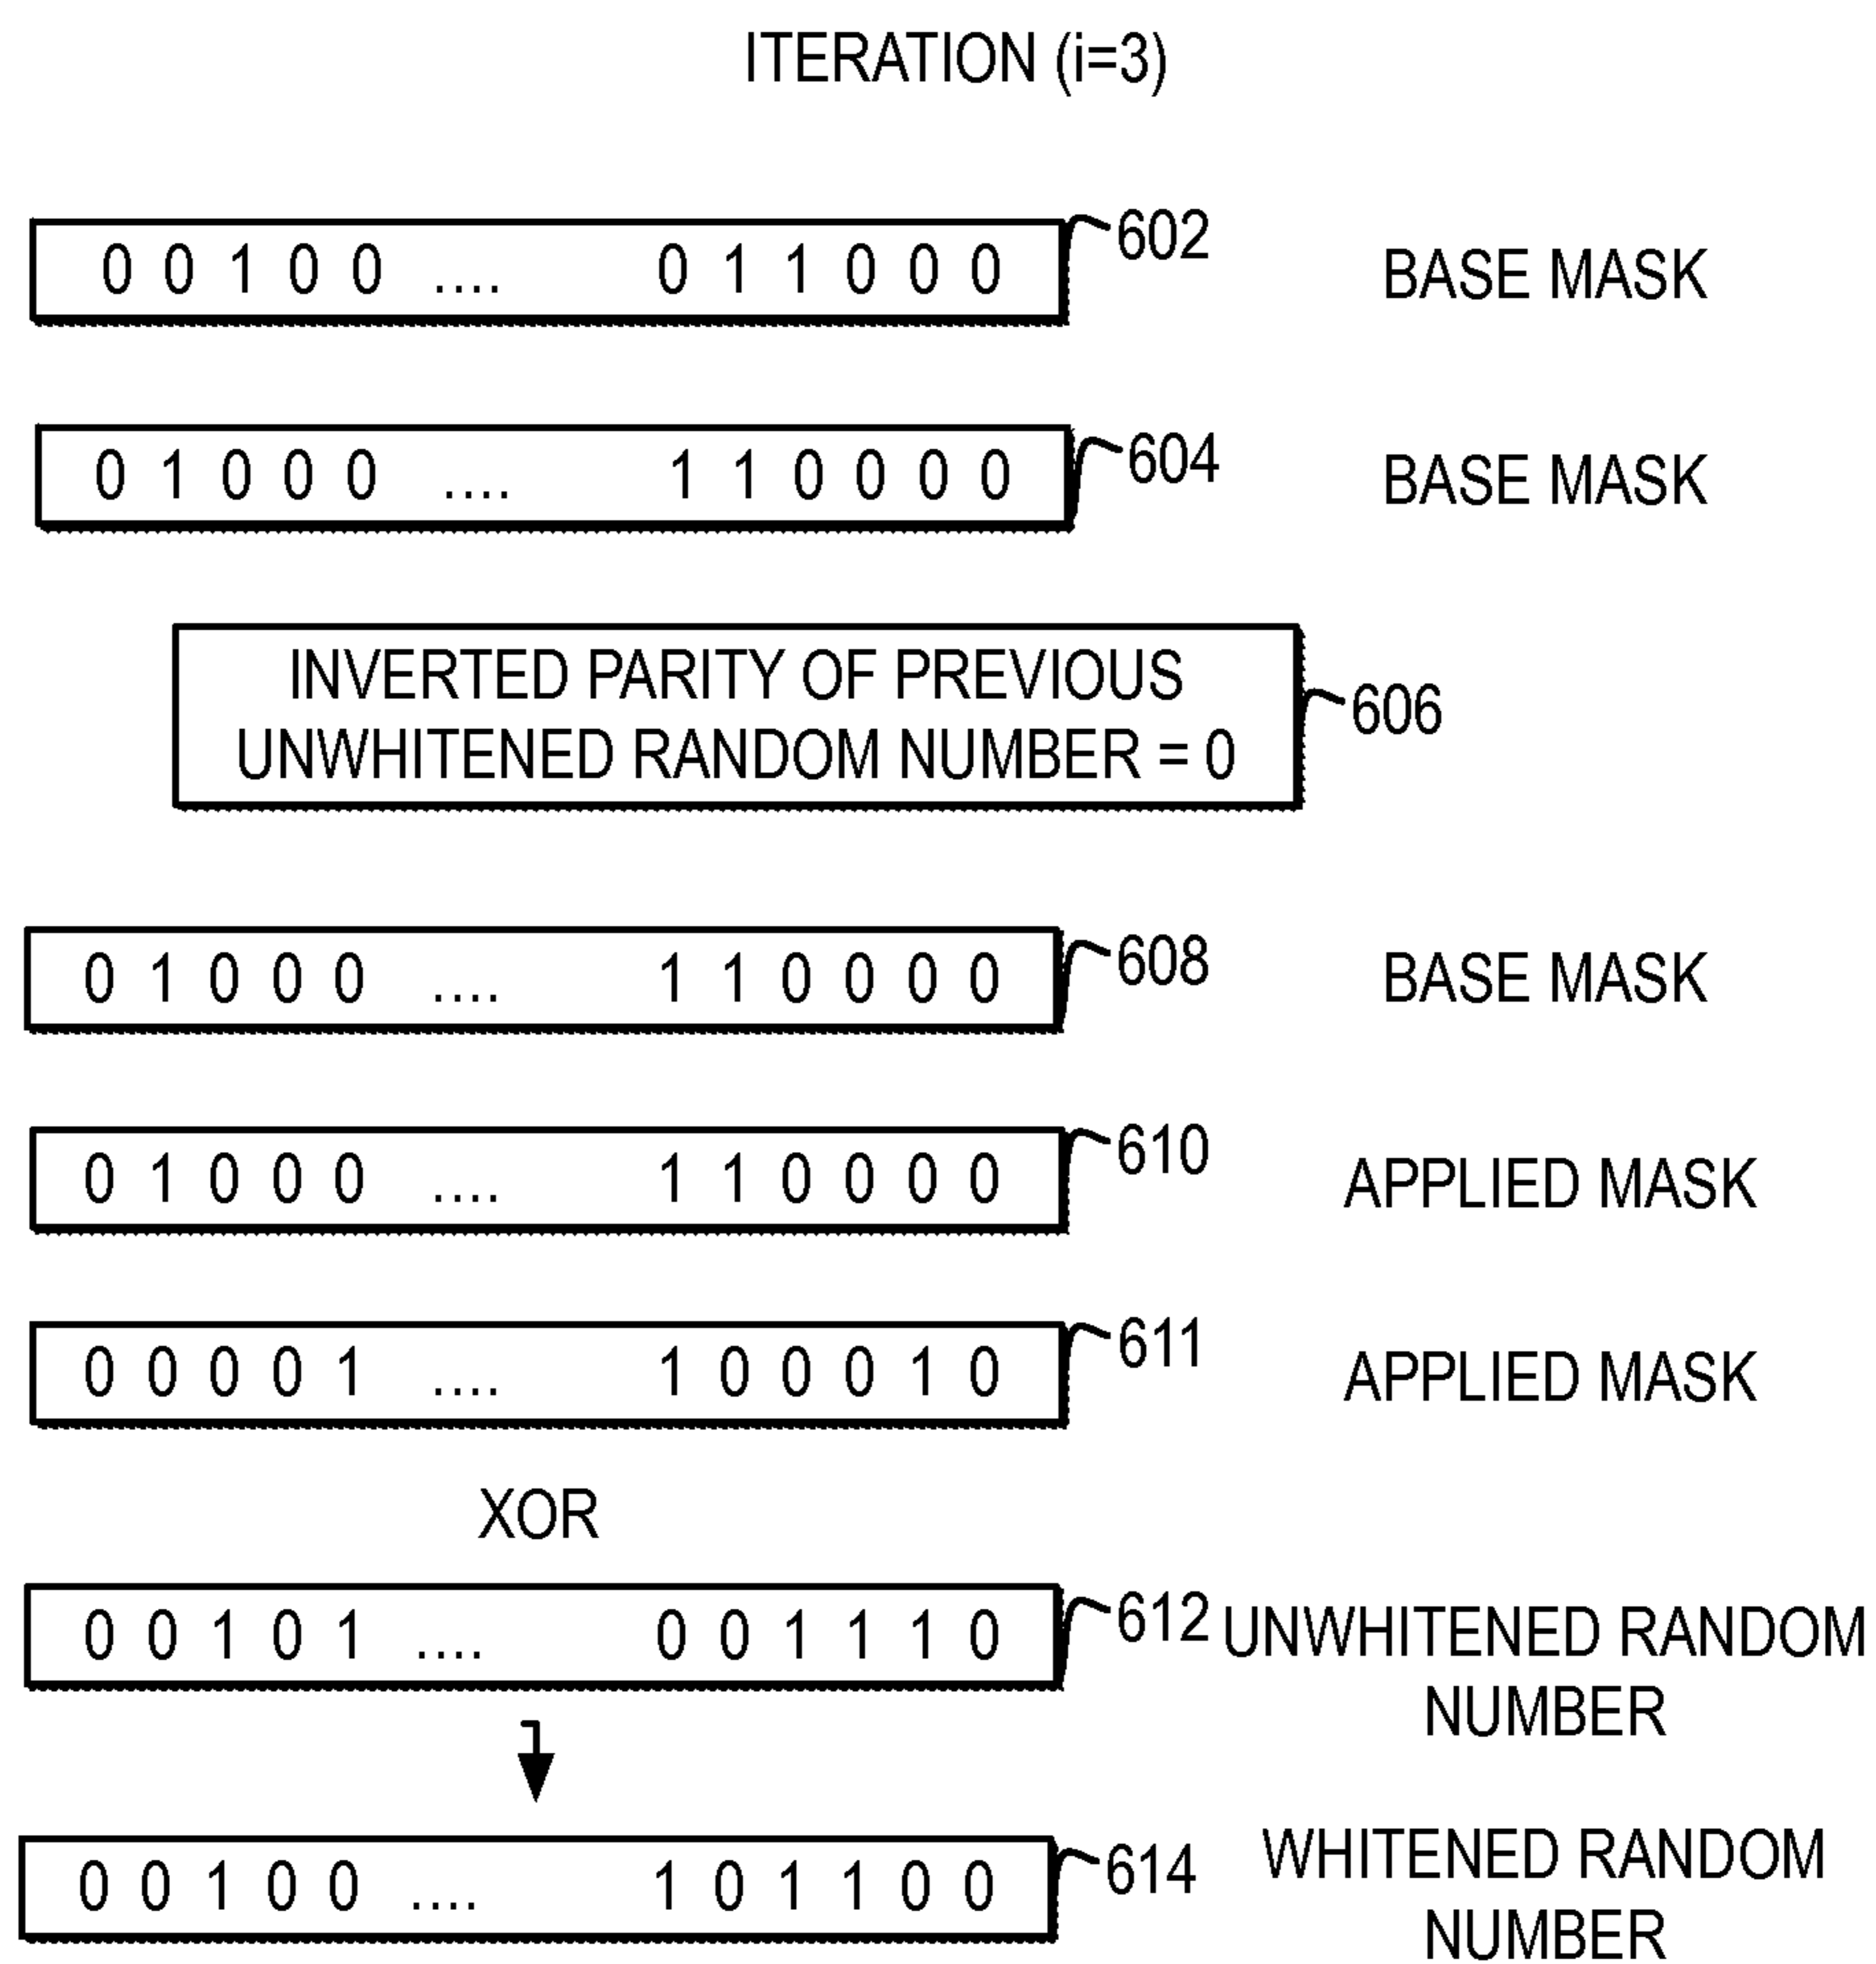 ITERATION (i=3)
0 0 1 0 0 .... 0 1 1 0 0 0 602 BASE MASK
0 1 0 0 0 .... 1 1 0 0 0 0 604 BASE MASK
INVERTED PARITY OF PREVIOUS
UNWHITENED RANDOM NUMBER = 0 606
0 1 0 0 0 .... 1 1 0 0 0 0 608 BASE MASK
0 1 0 0 0 .... 1 1 0 0 0 0 610 APPLIED MASK
0 0 0 0 1 .... 1 0 0 0 1 0 611 APPLIED MASK
XOR
0 0 1 0 1 .... 0 0 1 1 1 0 612 UNWHITENED RANDOM
NUMBER
0 0 1 0 0 .... 1 0 1 1 0 0 614 WHITENED RANDOM
NUMBER